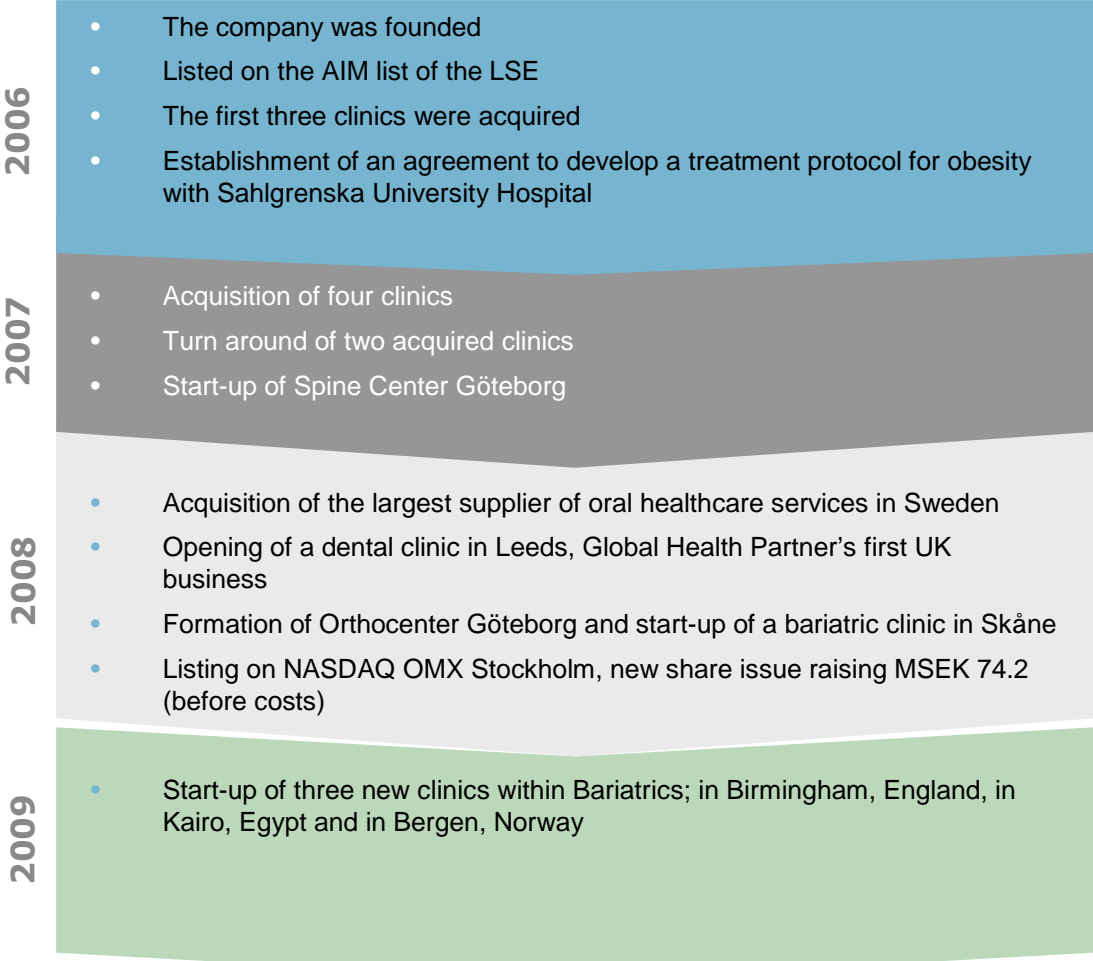 2006
• The company was founded
• Listed on the AIM list of the LSE
• The first three clinics were acquired
• Establishment of an agreement to develop a treatment protocol for obesity
with Sahlgrenska University Hospital
2007
• Acquisition of four clinics
• Turn around of two acquired clinics
• Start-up of Spine Center Göteborg
2008
• Acquisition of the largest supplier of oral healthcare services in Sweden
• Opening of a dental clinic in Leeds, Global Health Partner's first UK
business
• Formation of Orthocenter Göteborg and start-up of a bariatric clinic in Skåne
• Listing on NASDAQ OMX Stockholm, new share issue raising MSEK 74.2
(before costs)
2009
• Start-up of three new clinics within Bariatrics; in Birmingham, England, in
Kairo, Egypt and in Bergen, Norway